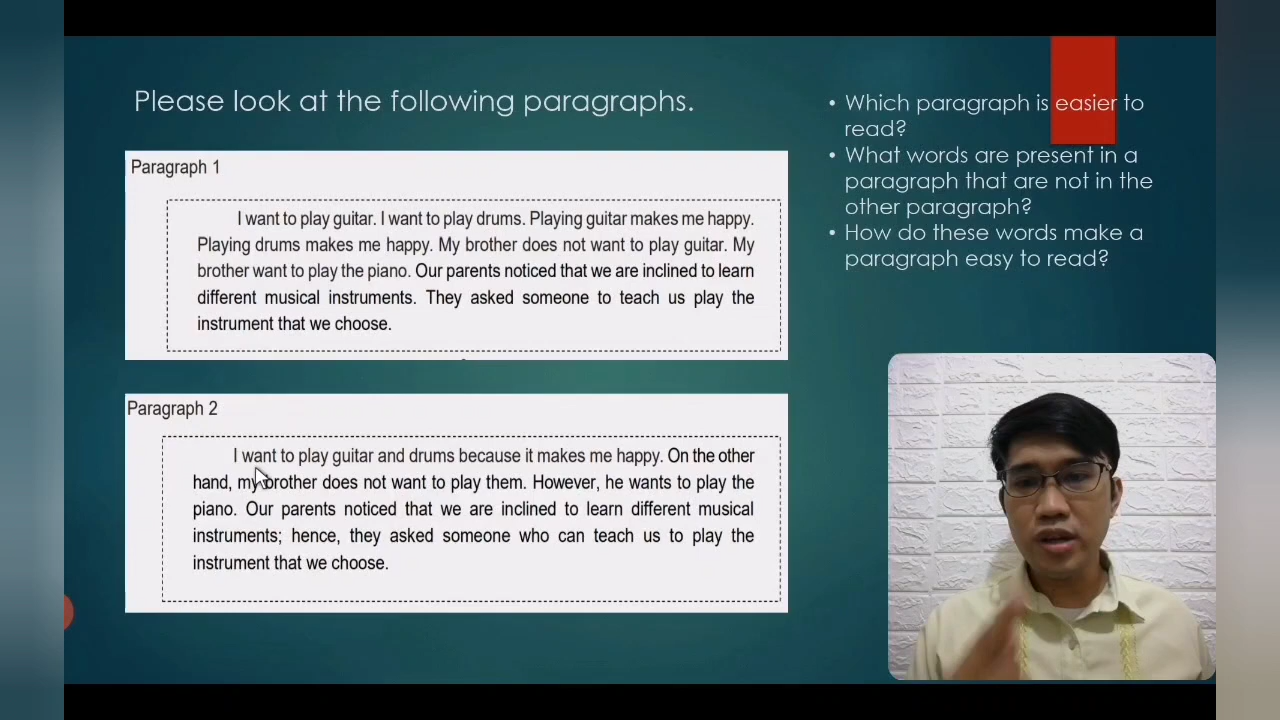 Please look at the following paragraphs.
Paragraph 1
I want to play guitar. I want to play drums. Playing guitar makes me happy.
Playing drums makes me happy. My brother does not want to play guitar. My
brother want to play the piano. Our parents noticed that we are inclined to learn
different musical instruments. They asked someone to teach us play the
instrument that we choose.
Paragraph 2
I want to play guitar and drums because it makes me happy. On the other
hand, my brother does not want to play them. However, he wants to play the
piano. Our parents noticed that we are inclined to learn different musical
instruments; hence, they asked someone who can teach us to play the
instrument that we choose.
• Which paragraph is easier to
read?
• What words are present in a
paragraph that are not in the
other paragraph?
• How do these words make a
paragraph easy to read?